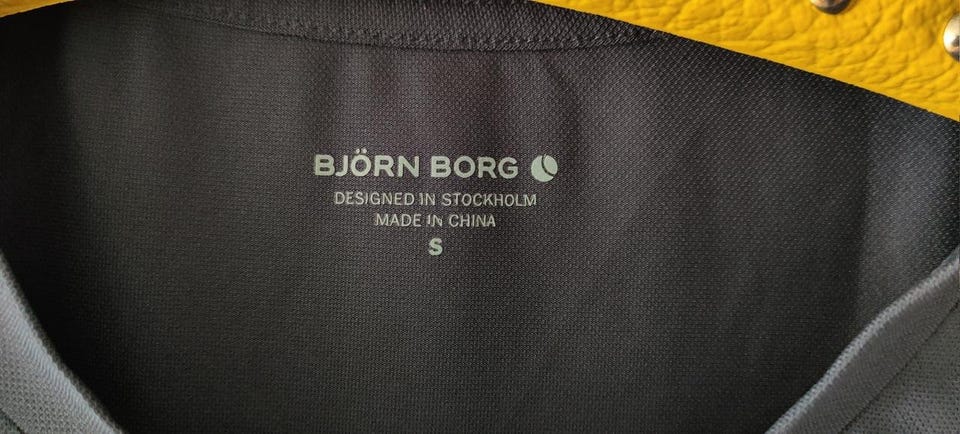 BJÖRN BORG
DESIGNED IN STOCKHOLM
MADE IN CHINA
S